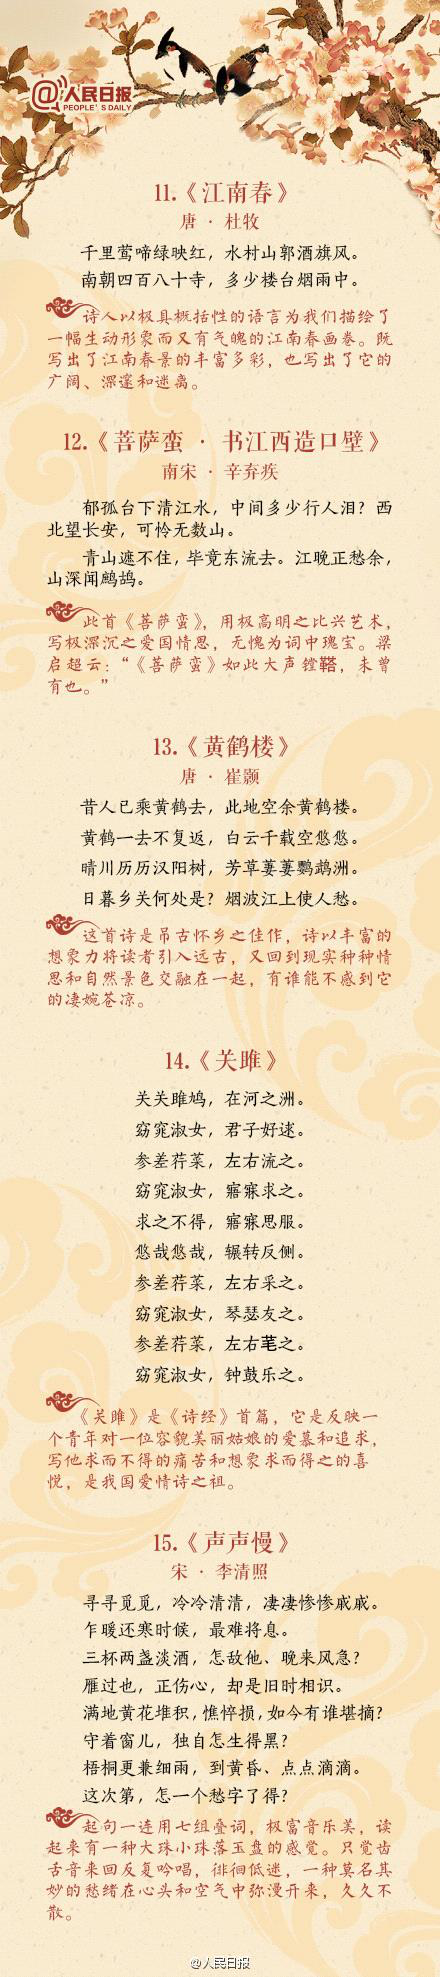 @人民日报
PEOPLE'S DAILY
11.《江南春》
唐 · 杜牧
千里莺啼绿映红，水村山郭酒旗风。
南朝四百八十寺，多少楼台烟雨中。
诗人以极具概括性的语言为我们描绘了
一幅生动形象而又有气魄的江南春画卷。既
写出了江南春景的丰富多彩，也写出了它的
广阔、深邃和迷离。
12.《菩萨蛮 · 书江西造口壁》
南宋 · 辛弃疾
郁孤台下清江水，中间多少行人泪？西
北望长安，可怜无数山。
青山遮不住，毕竟东流去。江晚正愁余，
山深闻鹧鸪。
此首《菩萨蛮》，用极高明之比兴艺术，
写极深沉之爱国情思，无愧为词中瑰宝。梁
启超云：“《菩萨蛮》如此大声镗鞳，未曾
有也。”
13.《黄鹤楼》
唐 · 崔颢
昔人已乘黄鹤去，此地空余黄鹤楼。
黄鹤一去不复返，白云千载空悠悠。
晴川历历汉阳树，芳草萋萋鹦鹉洲。
日暮乡关何处是？烟波江上使人愁。
这首诗是吊古怀乡之佳作，诗以丰富的
想象力将读者引入远古，又回到现实种种情
思和自然景色交融在一起，有谁能不感到它
的凄婉苍凉。
14.《关雎》
关关雎鸠，在河之洲。
窈窕淑女，君子好逑。
参差荇菜，左右流之。
窈窕淑女，寤寐求之。
求之不得，寤寐思服。
悠哉悠哉，辗转反侧。
参差荇菜，左右采之。
窈窕淑女，琴瑟友之。
参差荇菜，左右芼之。
窈窕淑女，钟鼓乐之。
《关雎》是《诗经》首篇，它是反映一
个青年对一位容貌美丽姑娘的爱慕和追求，
写他求而不得的痛苦和想象求而得之的喜
悦，是我国爱情诗之祖。
15.《声声慢》
宋 · 李清照
寻寻觅觅，冷冷清清，凄凄惨惨戚戚。
乍暖还寒时候，最难将息。
三杯两盏淡酒，怎敌他、晚来风急？
雁过也，正伤心，却是旧时相识。
满地黄花堆积，憔悴损，如今有谁堪摘？
守着窗儿，独自怎生得黑？
梧桐更兼细雨，到黄昏、点点滴滴。
这次第，怎一个愁字了得？
起句一连用七组叠词，极富音乐美，读
起来有一种大珠小珠落玉盘的感觉。只觉齿
舌音来回反复吟唱，徘徊低迷，一种莫名其
妙的愁绪在心头和空气中弥漫开来，久久不
散。
@人民日报